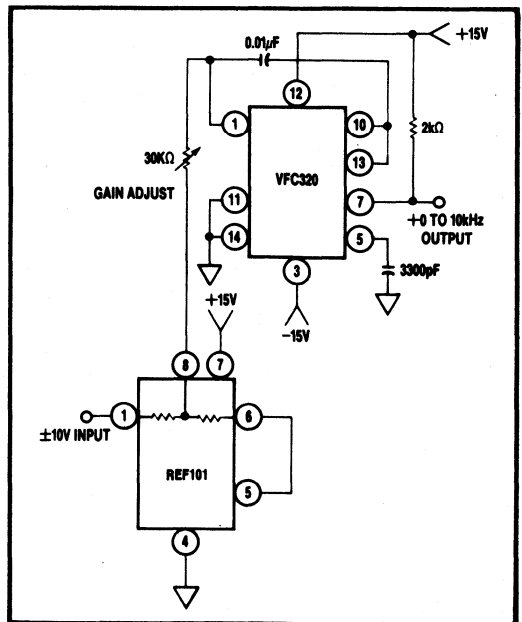 0.01μF
+15V
12
1
10
2kΩ
30KΩ
13
VFC320
GAIN ADJUST
11
7
14
5
+0 TO 10kHz
OUTPUT
3
3300pF
+15V
-15V
8
7
1
6
±10V INPUT
REF101
5
4